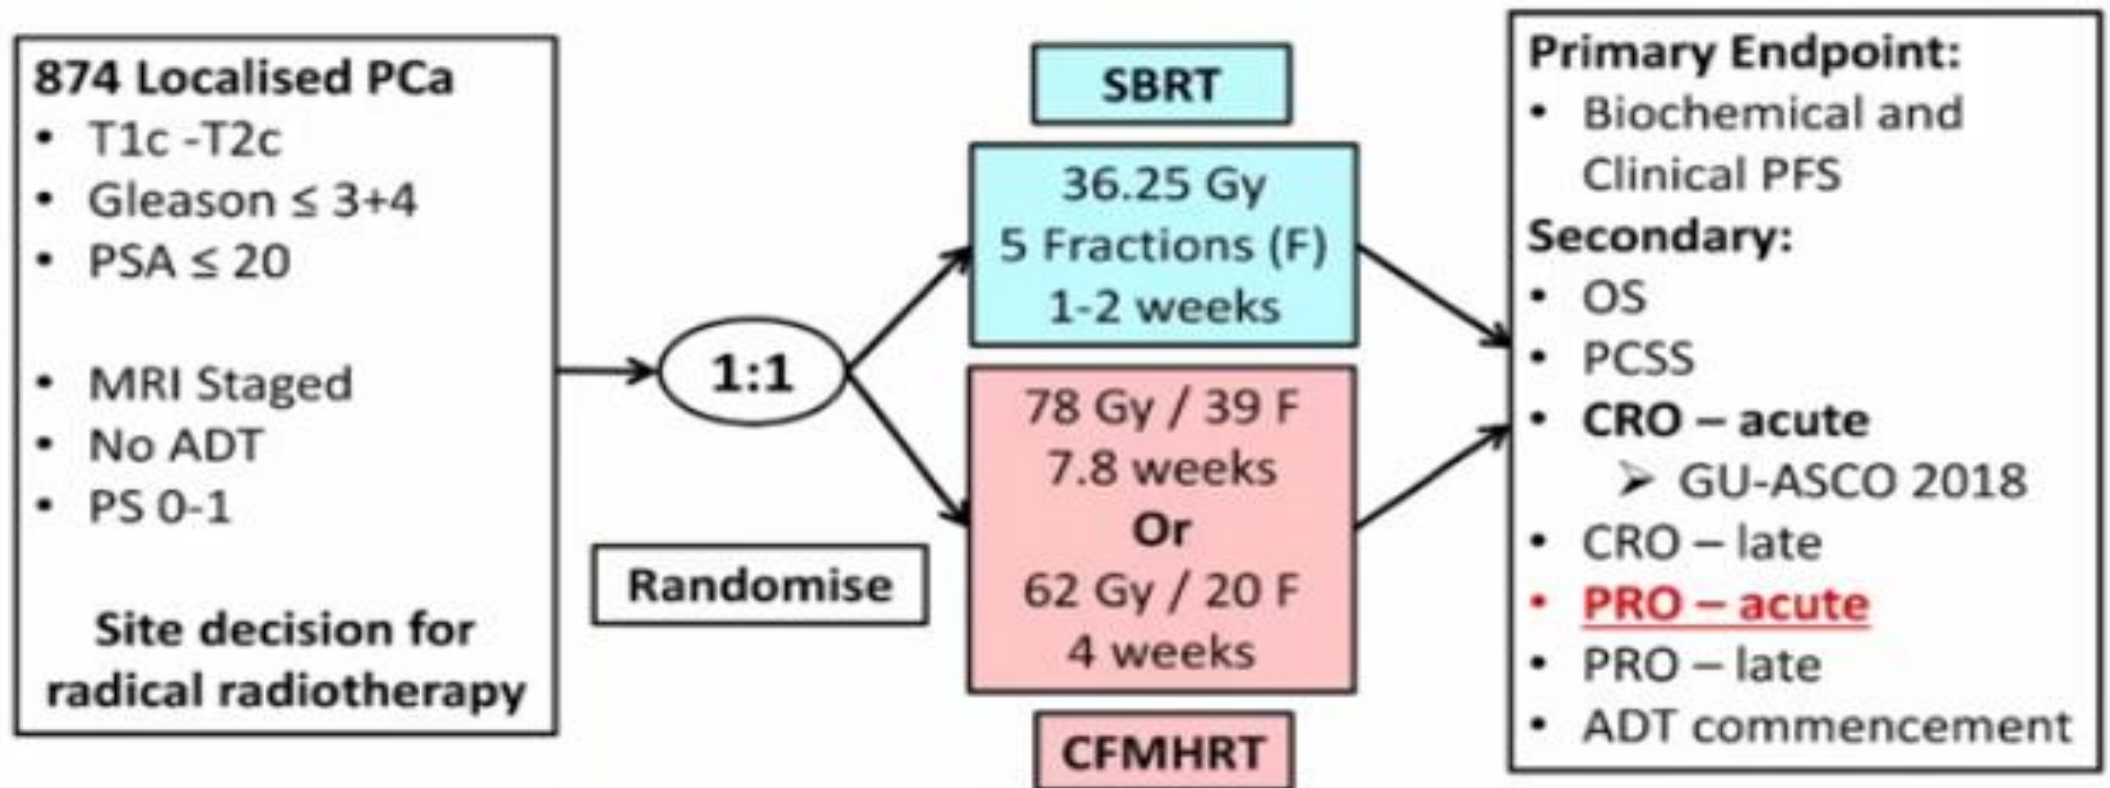 874 Localised PCa
• T1c -T2c
• Gleason ≤ 3+4
• PSA ≤ 20
• MRI Staged
• No ADT
• PS 0-1
Site decision for
radical radiotherapy
1:1
Randomise
SBRT
36.25 Gy
5 Fractions (F)
1-2 weeks
78 Gy / 39 F
7.8 weeks
Or
62 Gy / 20 F
4 weeks
CFMHRT
Primary Endpoint:
• Biochemical and
Clinical PFS
Secondary:
• OS
• PCSS
• CRO – acute
➢ GU-ASCO 2018
• CRO – late
• PRO – acute
• PRO – late
• ADT commencement